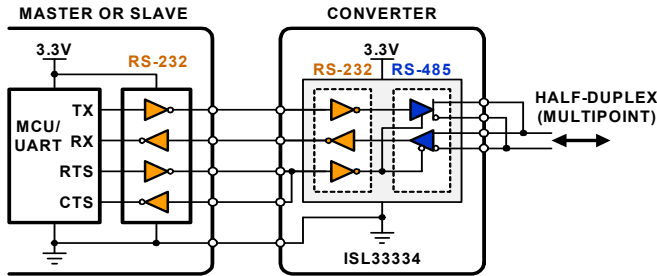 MASTER OR SLAVE
CONVERTER
3.3V
RS-232
3.3V
RS-232
RS-485
MCU/
UART
TX
RX
RTS
CTS
HALF-DUPLEX
(MULTIPOINT)
ISL33334